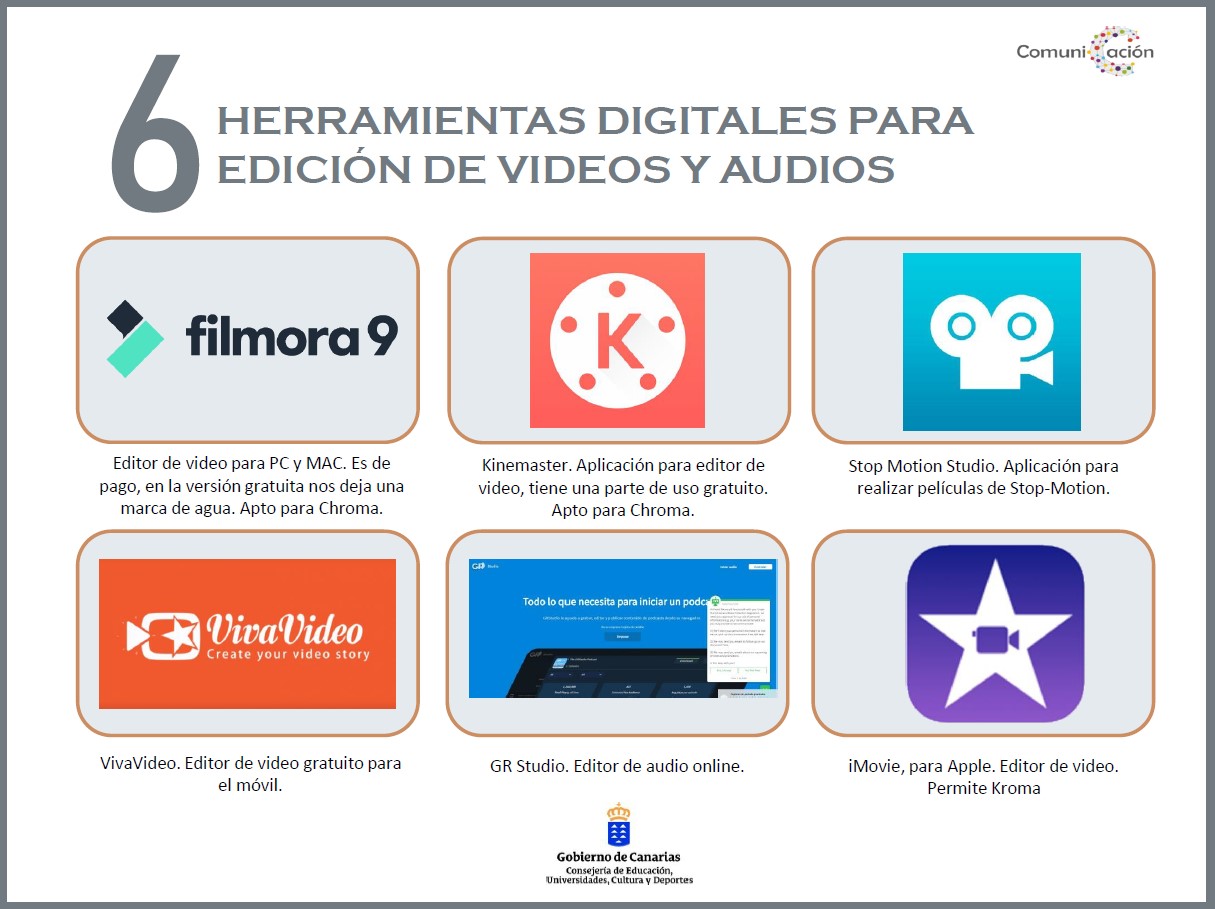 Comuni cación
6
HERRAMIENTAS DIGITALES PARA
EDICIÓN DE VIDEOS Y AUDIOS
filmora 9
K
Editor de video para PC y MAC. Es de
pago, en la versión gratuita nos deja una
marca de agua. Apto para Chroma.
Kinemaster. Aplicación para editor de
video, tiene una parte de uso gratuito.
Apto para Chroma.
Stop Motion Studio. Aplicación para
realizar películas de Stop-Motion.
VivaVideo
Create your video story
Todo lo que necesita para iniciar un podc
VivaVideo. Editor de video gratuito para
el móvil.
GR Studio. Editor de audio online.
iMovie, para Apple. Editor de video.
Permite Kroma
Gobierno de Canarias
Consejería de Educación,
Universidades, Cultura y Deportes